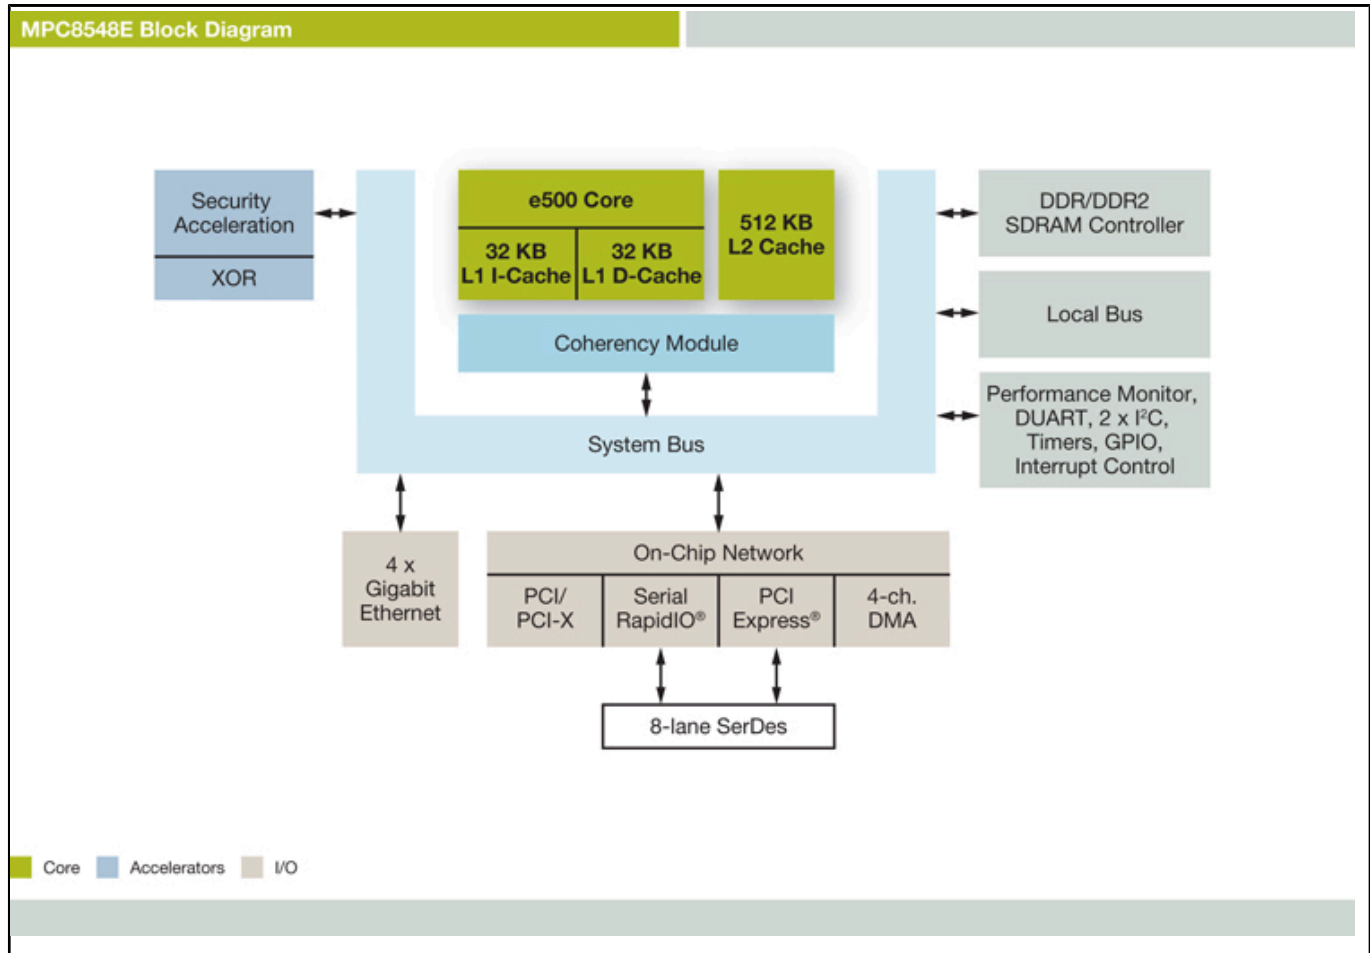 MPC8548E Block Diagram
Security
Acceleration
XOR
e500 Core
32 KB
L1 I-Cache
32 KB
L1 D-Cache
512 KB
L2 Cache
Coherency Module
System Bus
DDR/DDR2
SDRAM Controller
Local Bus
Performance Monitor,
DUART, 2 x I²C,
Timers, GPIO,
Interrupt Control
4 x
Gigabit
Ethernet
On-Chip Network
PCI/
PCI-X
Serial
RapidIO®
PCI
Express®
4-ch.
DMA
8-lane SerDes
Core
Accelerators
I/O